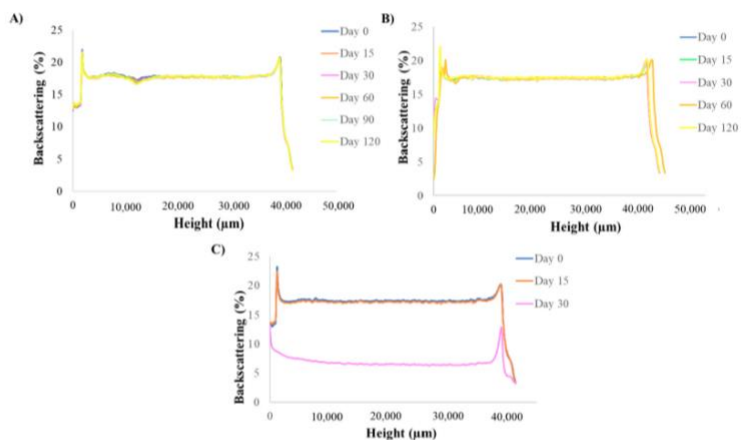 A)
Backscattering (%)
25
20
15
10
5
0
0
10,000
20,000
30,000
40,000
50,000
Height (µm)
Day 0
Day 15
Day 30
Day 60
Day 90
Day 120
B)
Backscattering (%)
25
20
15
10
5
0
0
10,000
20,000
30,000
40,000
50,000
Height (µm)
Day 0
Day 15
Day 30
Day 60
Day 120
C)
Backscattering (%)
25
20
15
10
5
0
0
10,000
20,000
30,000
40,000
Height (µm)
Day 0
Day 15
Day 30